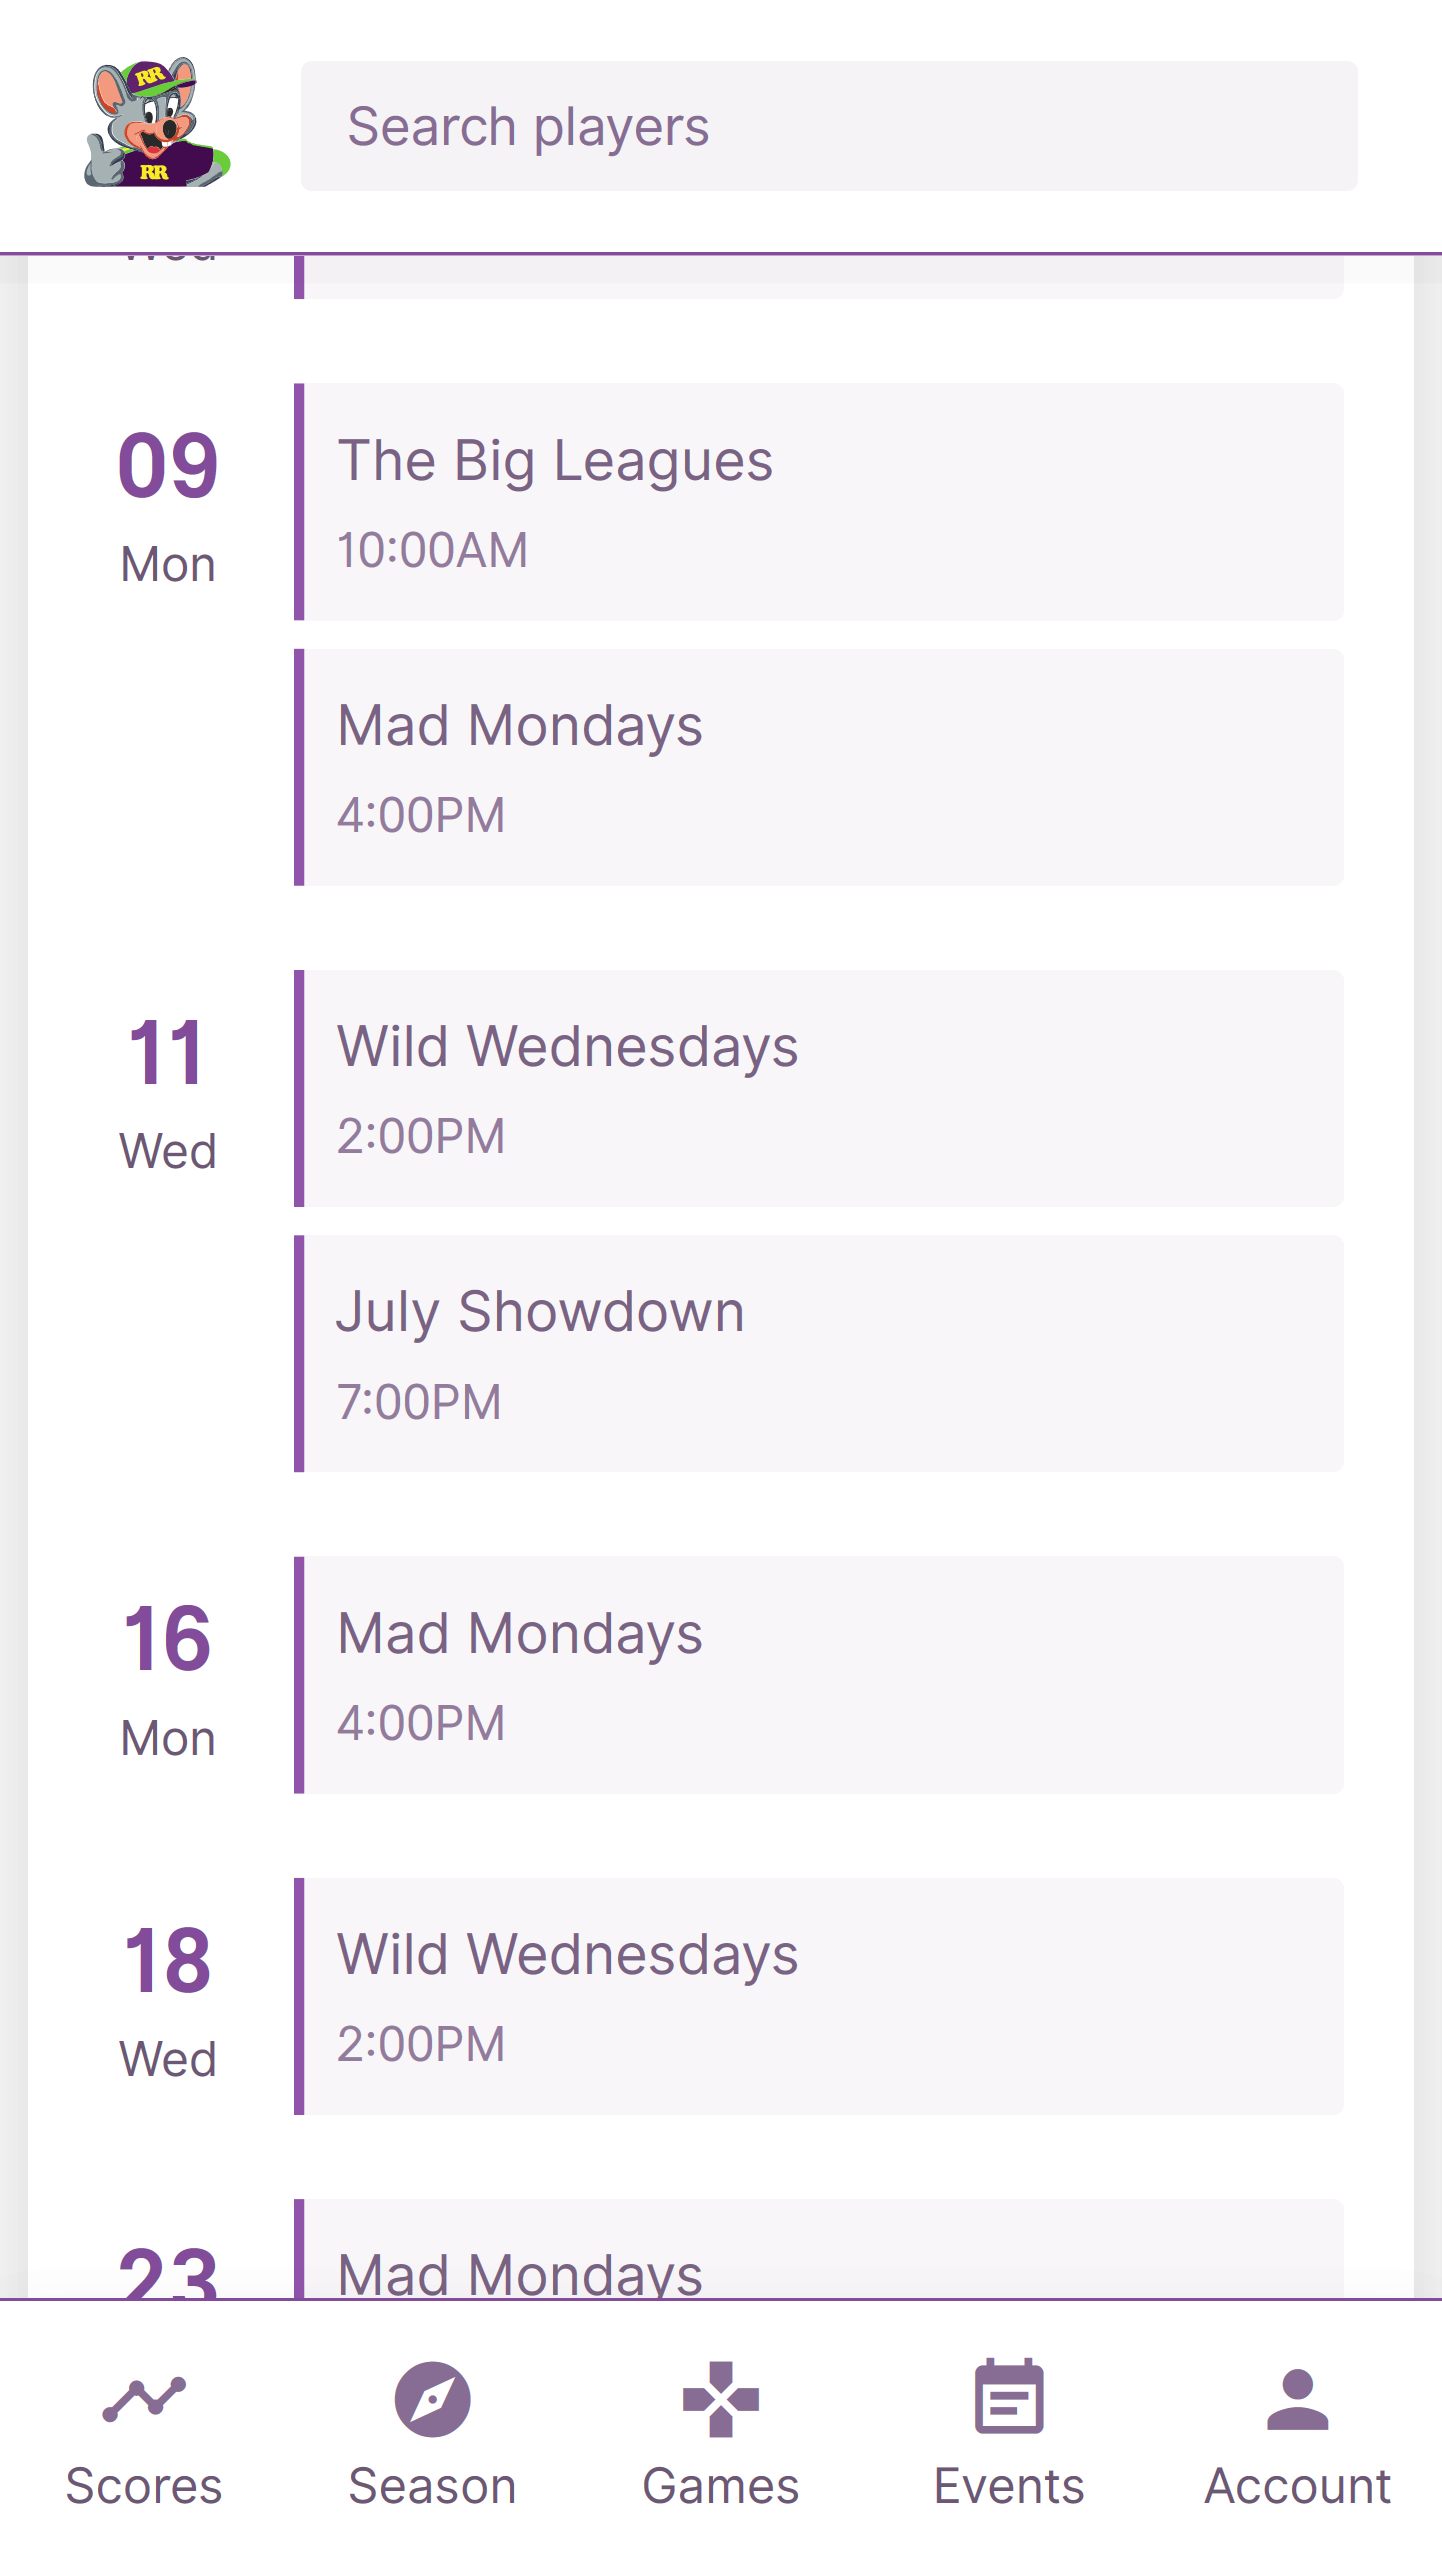 RR
RR
Search players
Wed
09
Mon
The Big Leagues
10:00AM
Mad Mondays
4:00PM
11
Wed
Wild Wednesdays
2:00PM
July Showdown
7:00PM
16
Mon
Mad Mondays
4:00PM
18
Wed
Wild Wednesdays
2:00PM
23
Mad Mondays
Scores
Season
Games
Events
Account